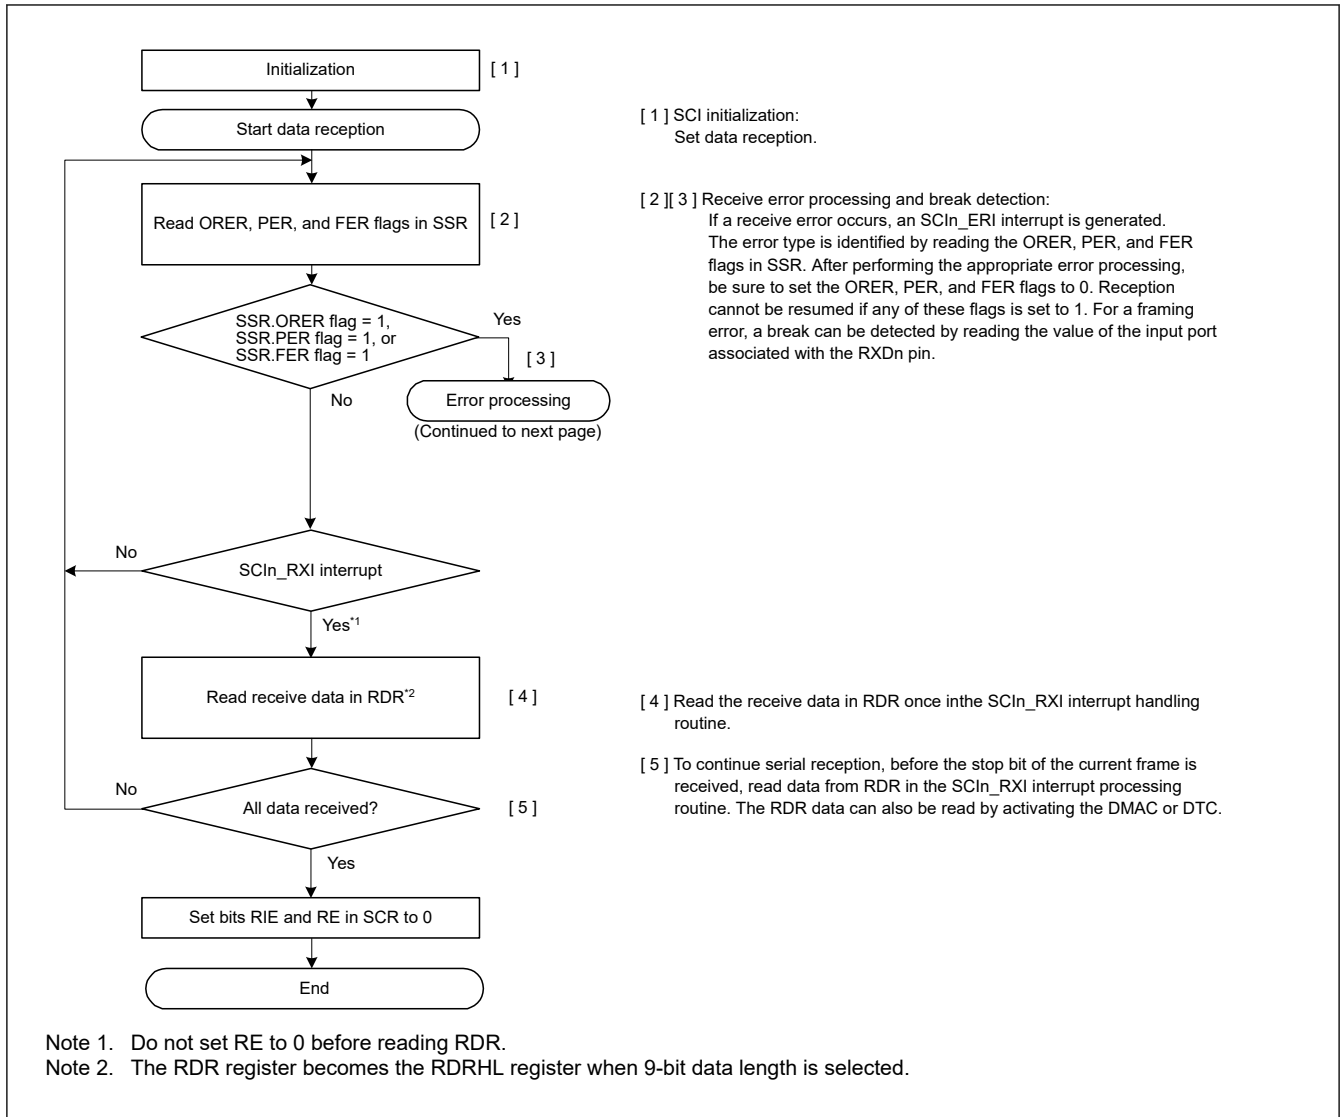 Initialization
[ 1 ]
Start data reception
[ 1 ] SCI initialization:
Set data reception.
Read ORER, PER, and FER flags in SSR
[ 2 ]
[ 2 ][ 3 ] Receive error processing and break detection:
If a receive error occurs, an SCIn_ERI interrupt is generated.
The error type is identified by reading the ORER, PER, and FER
flags in SSR. After performing the appropriate error processing,
be sure to set the ORER, PER, and FER flags to 0. Reception
cannot be resumed if any of these flags is set to 1. For a framing
error, a break can be detected by reading the value of the input port
associated with the RXDn pin.
SSR.ORER flag = 1,
SSR.PER flag = 1, or
SSR.FER flag = 1
Yes
[ 3 ]
No
Error processing
(Continued to next page)
No
SCIn_RXI interrupt
Yes*1
Read receive data in RDR*2
[ 4 ]
[ 4 ] Read the receive data in RDR once inthe SCIn_RXI interrupt handling
routine.
No
All data received?
[ 5 ]
[ 5 ] To continue serial reception, before the stop bit of the current frame is
received, read data from RDR in the SCIn_RXI interrupt processing
routine. The RDR data can also be read by activating the DMAC or DTC.
Yes
Set bits RIE and RE in SCR to 0
End
Note 1. Do not set RE to 0 before reading RDR.
Note 2. The RDR register becomes the RDRHL register when 9-bit data length is selected.